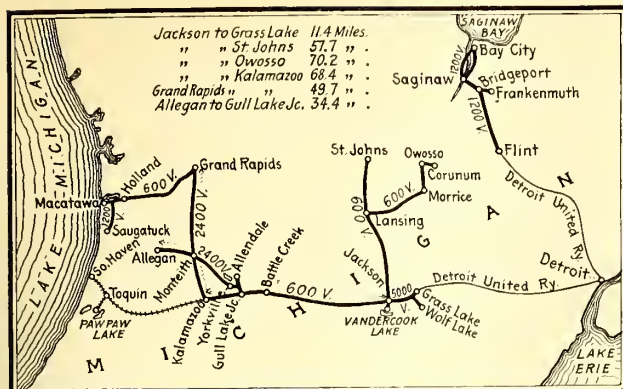 Jackson to Grass Lake 11.4 Miles.
" " St. Johns 57.7 " .
" " Owosso 70.2 " .
" " Kalamazoo 68.4 " .
Grand Rapids " " 49.7 " .
Allegan to Gull Lake Jc. 34.4 " .
SAGINAW
BAY
Bay City
1200 V.
Saginaw
Bridgeport
Frankenmuth
1200 V.
Flint
LAKE MICHIGAN
St. Johns
Owosso
Corunum
Morrice
600 V.
600 V.
Lansing
Detroit United Ry.
Grand Rapids
Holland
600 V.
Macatawa
1200 V.
Saugatuck
2400 V.
So. Haven
Allegan
2400 V.
Allendale
Battle Creek
Monteith
Jackson
5000 V.
Detroit United Ry.
Detroit
Toquin
600 V.
Grass Lake
Wolf Lake
PAWPAW
LAKE
Kalamazoo
Yorkville
Gull Lake Jc.
VANDERCOOK
LAKE
LAKE
ERIE
MICHIGAN